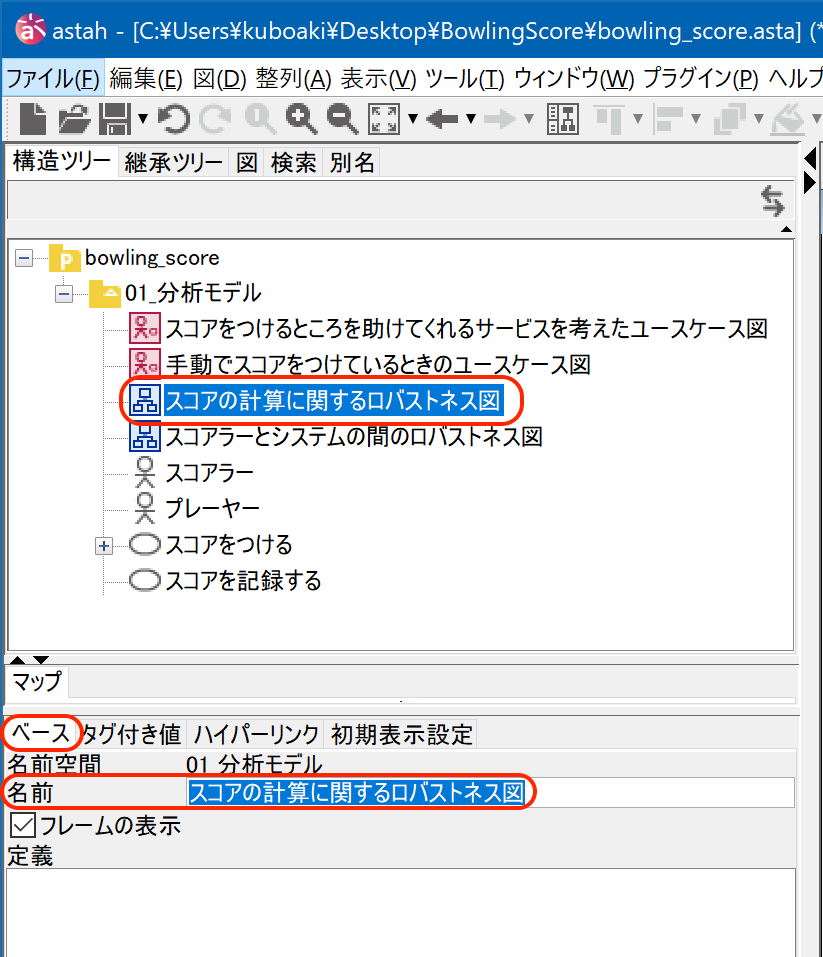 astah - [C:¥Users¥kuboaki¥Desktop¥BowlingScore¥bowling_score.asta] (*
ファイル(F) 編集(E) 図(D) 整列(A) 表示(V) ツール(T) ウィンドウ(W) プラグイン(P) ヘルプ
構造ツリー 継承ツリー 図 検索 別名
bowling_score
01_分析モデル
スコアをつけるところを助けてくれるサービスを考えたユースケース図
手動でスコアをつけているときのユースケース図
スコアの計算に関するロバストネス図
スコアラーとシステムの間のロバストネス図
スコアラー
プレーヤー
スコアをつける
スコアを記録する
マップ
ベース タグ付き値 ハイパーリンク 初期表示設定
名前空間 01_分析モデル
名前 スコアの計算に関するロバストネス図
フレームの表示
定義